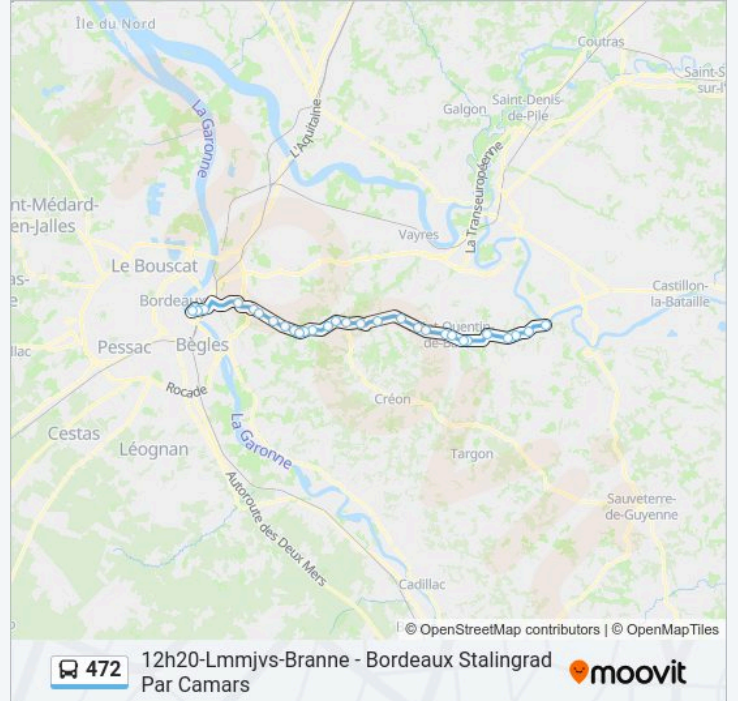 Île du Nord
Coutras
La Garonne
L'Aquitaine
Galgon
Saint-Denis-
de-Pile
Saint-S
sur-l'
La Transeuropéenne
nt-Médard-
en-Jalles
Vayres
Le Bouscat
as-
e
Castillon-
la-Bataille
Bordeaux
nt-Quentin-
de-B
llac
Pessac
Bègles
Rocade
Créon
La Garonne
Cestas
Léognan
Targon
Autoroute des Deux Mers
Sauveterre-
de-Guyenne
Cadillac
© OpenStreetMap contributors | © OpenMapTiles
472
12h20-Lmmjvs-Branne - Bordeaux Stalingrad
Par Camars
moovit